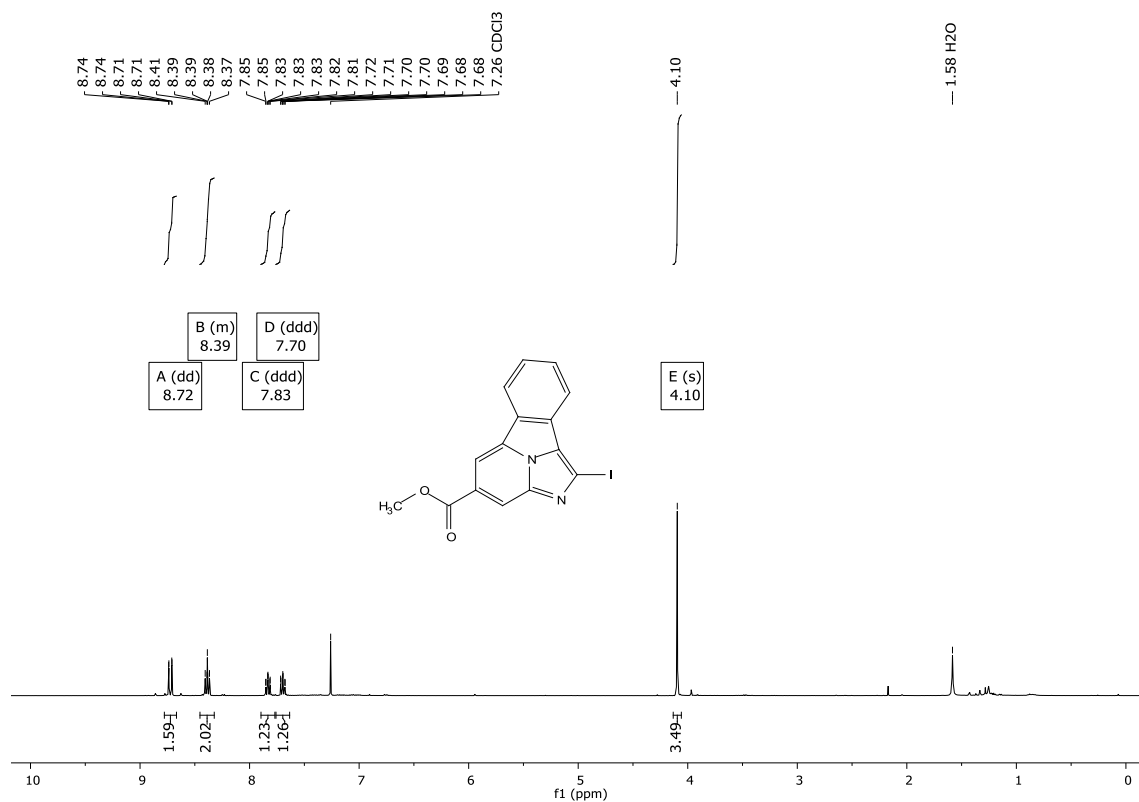 8.74
8.74
8.71
8.71
8.41
8.39
8.39
8.38
8.37
7.85
7.85
7.83
7.83
7.83
7.82
7.81
7.72
7.71
7.70
7.70
7.69
7.68
7.68
7.26 CDCl3
4.10
1.58 H2O
B (m)
8.39
D (ddd)
7.70
A (dd)
8.72
C (ddd)
7.83
E (s)
4.10
N
I
O
N
H3C
O
1.59
2.02
1.23
1.26
3.49
10 9 8 7 6 5 4 3 2 1 0
f1 (ppm)